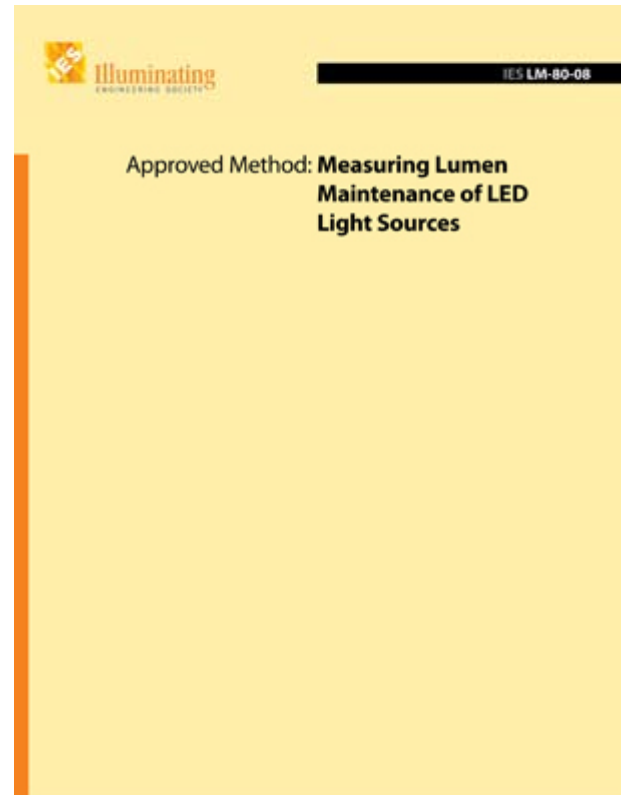 IES
Illuminating
ENGINEERING SOCIETY
IES LM-80-08
Approved Method: Measuring Lumen
Maintenance of LED
Light Sources